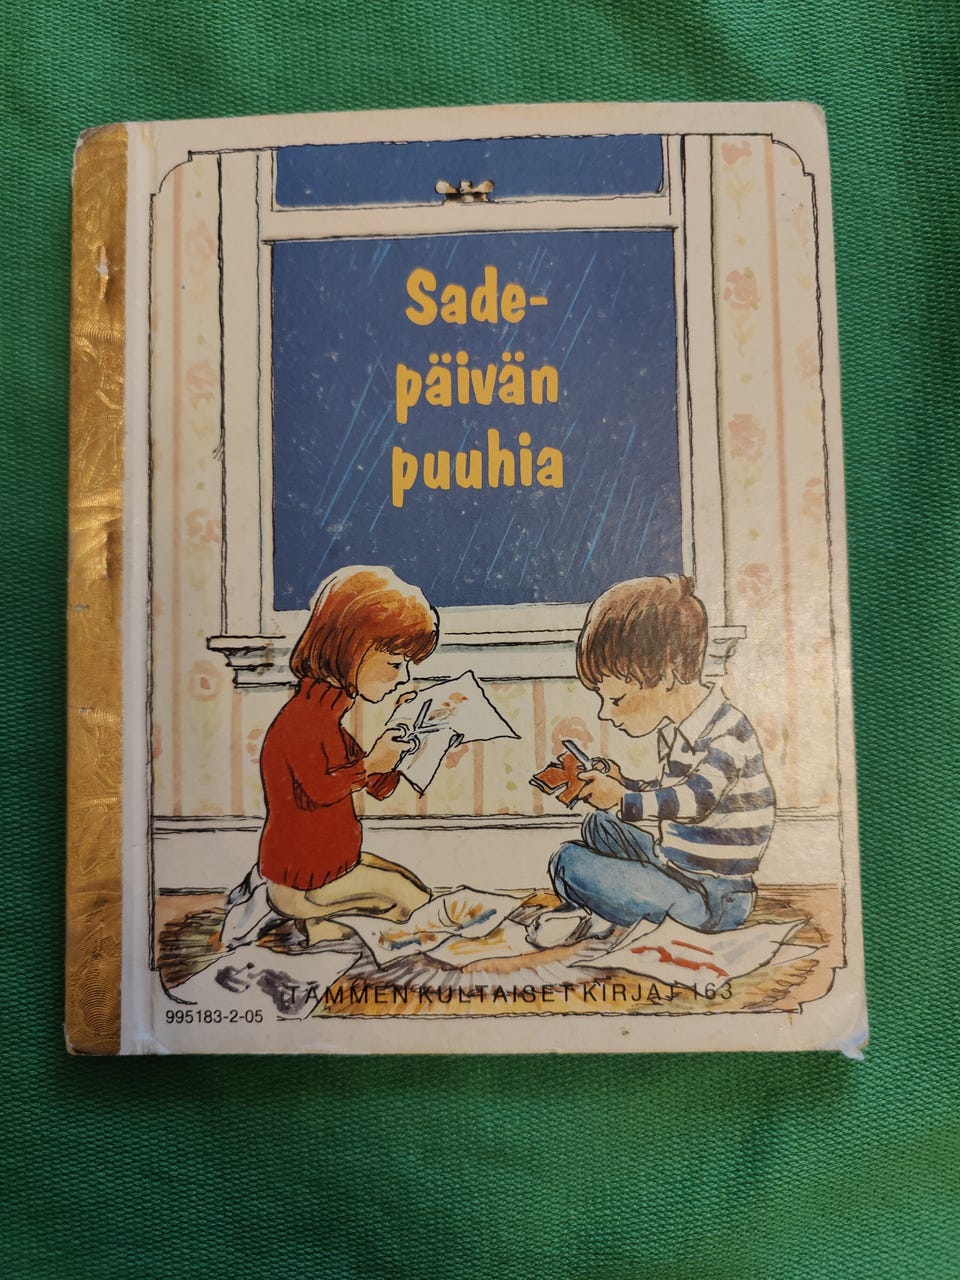 Sade-
päivän
puuhia
TAMMEN KULTAISET KIRJAT 163
995183-2-05